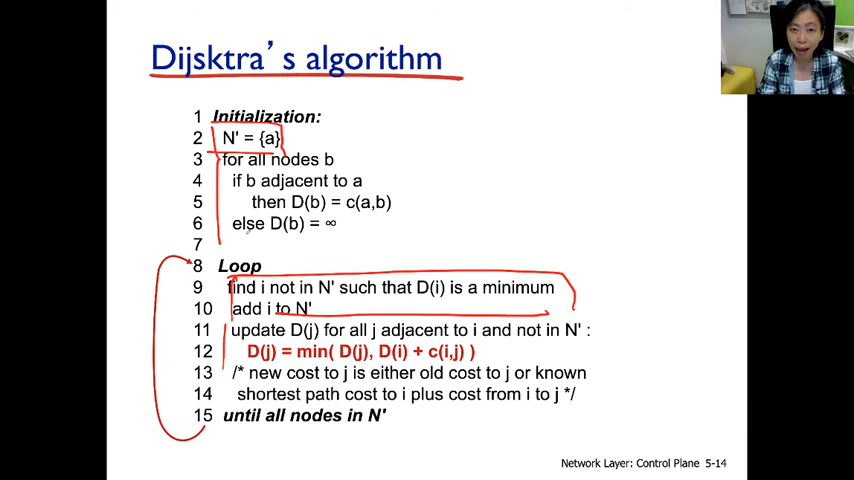 Dijsktra’s algorithm
1 Initialization:
2 N' = {a}
3 for all nodes b
4 if b adjacent to a
5 then D(b) = c(a,b)
6 else D(b) = ∞
7
8 Loop
9 find i not in N' such that D(i) is a minimum
10 add i to N'
11 update D(j) for all j adjacent to i and not in N' :
12 D(j) = min( D(j), D(i) + c(i,j) )
13 /* new cost to j is either old cost to j or known
14 shortest path cost to i plus cost from i to j */
15 until all nodes in N'
Network Layer: Control Plane 5-14